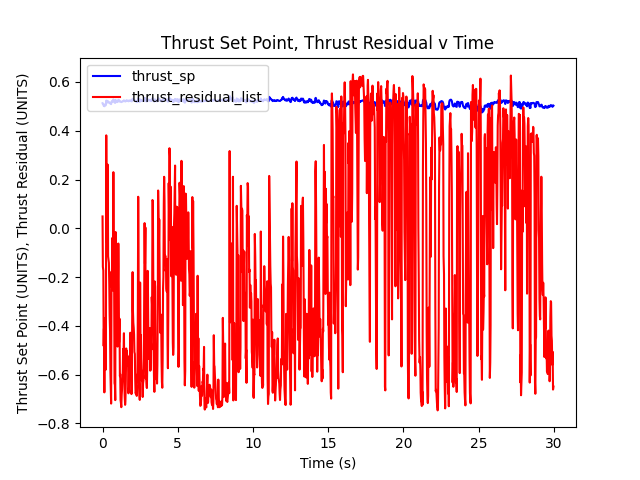 Thrust Set Point, Thrust Residual v Time
thrust_sp
thrust_residual_list
Thrust Set Point (UNITS), Thrust Residual (UNITS)
0.6
0.4
0.2
0.0
−0.2
−0.4
−0.6
−0.8
0 5 10 15 20 25 30
Time (s)